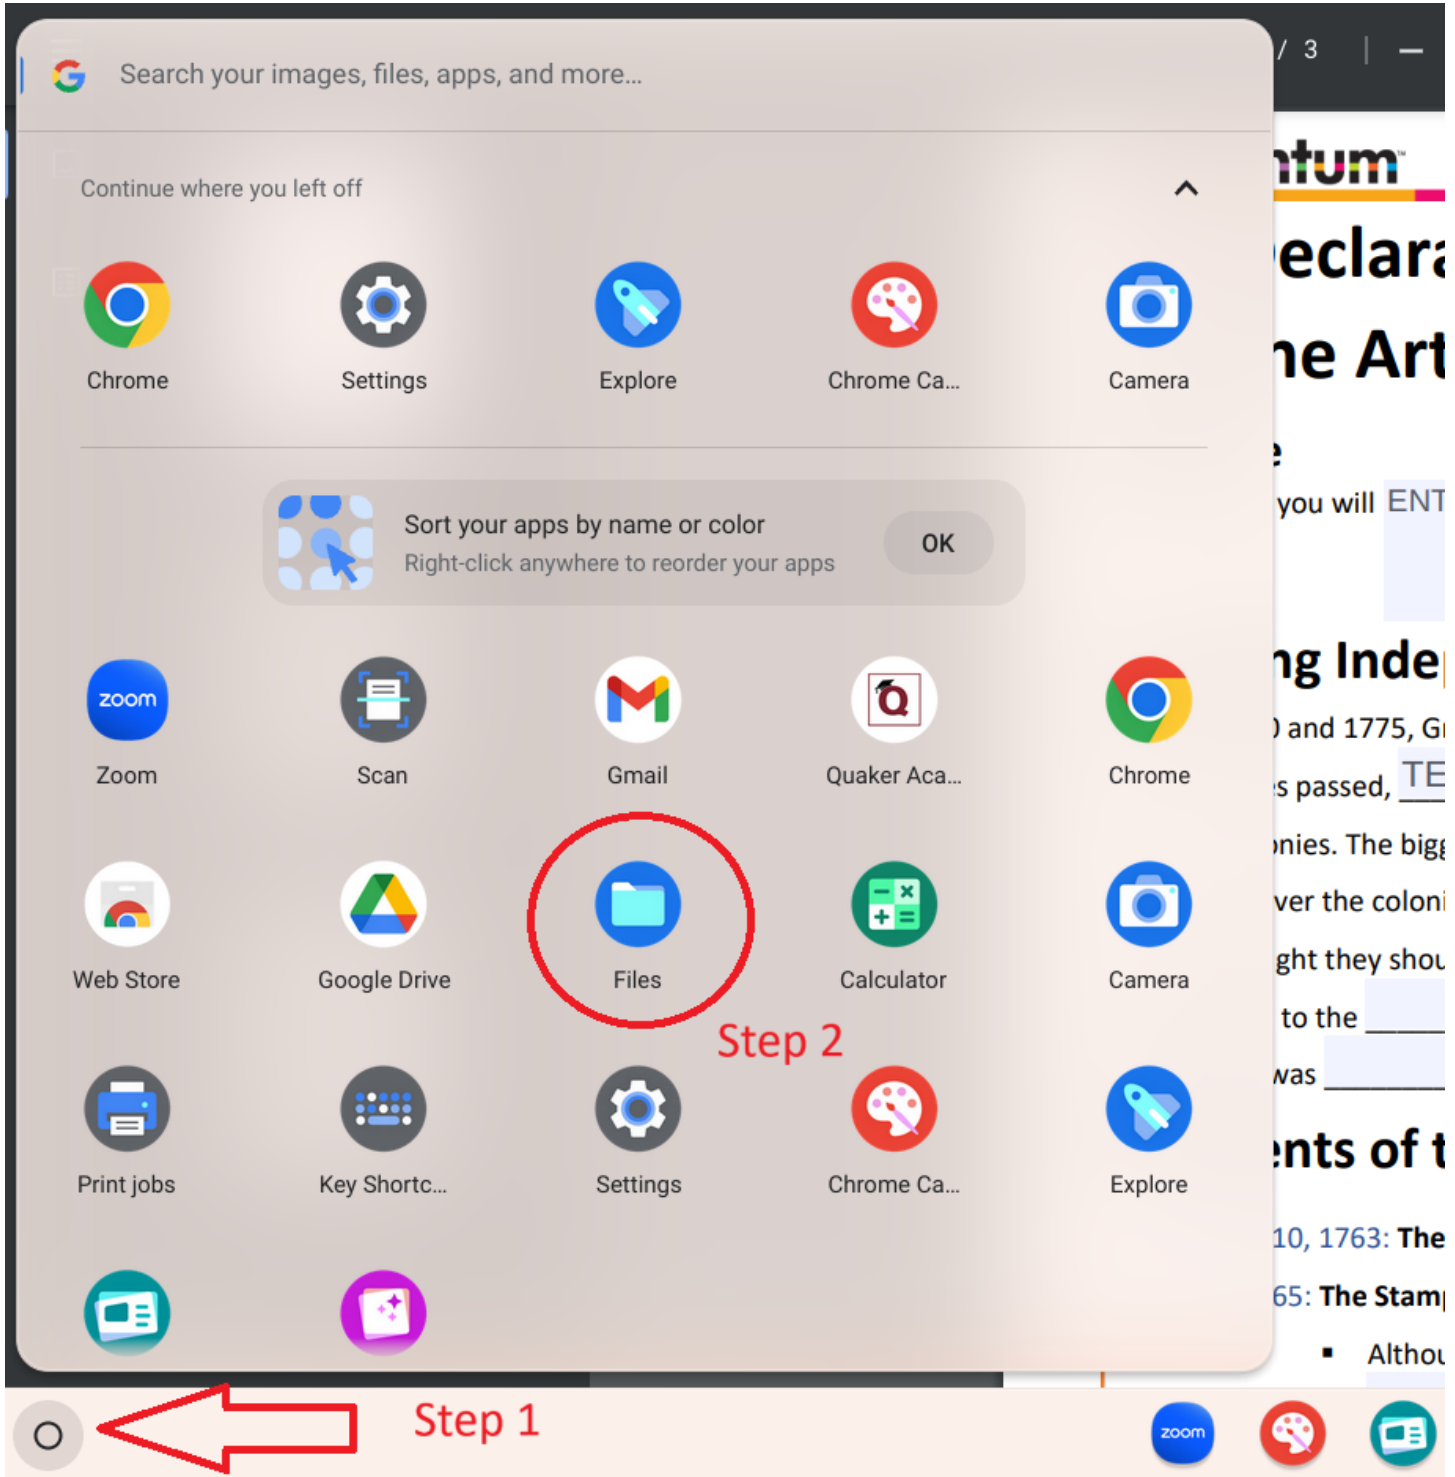 Search your images, files, apps, and more...
/ 3
Continue where you left off
ntum
Chrome
Settings
Explore
Chrome Ca...
Camera
eclara
ne Art
Sort your apps by name or color
Right-click anywhere to reorder your apps
OK
e
you will ENT
zoom
Zoom
Scan
Gmail
Q
Quaker Aca...
Chrome
ng Indep
0 and 1775, Gr
s passed, TE
Web Store
Google Drive
Files
Calculator
Camera
onies. The bigg
ver the coloni
ght they shou
to the
was
Step 2
Print jobs
Key Shortc...
Settings
Chrome Ca...
Explore
ents of t
10, 1763: The
65: The Stamp
▪ Althou
Step 1
zoom